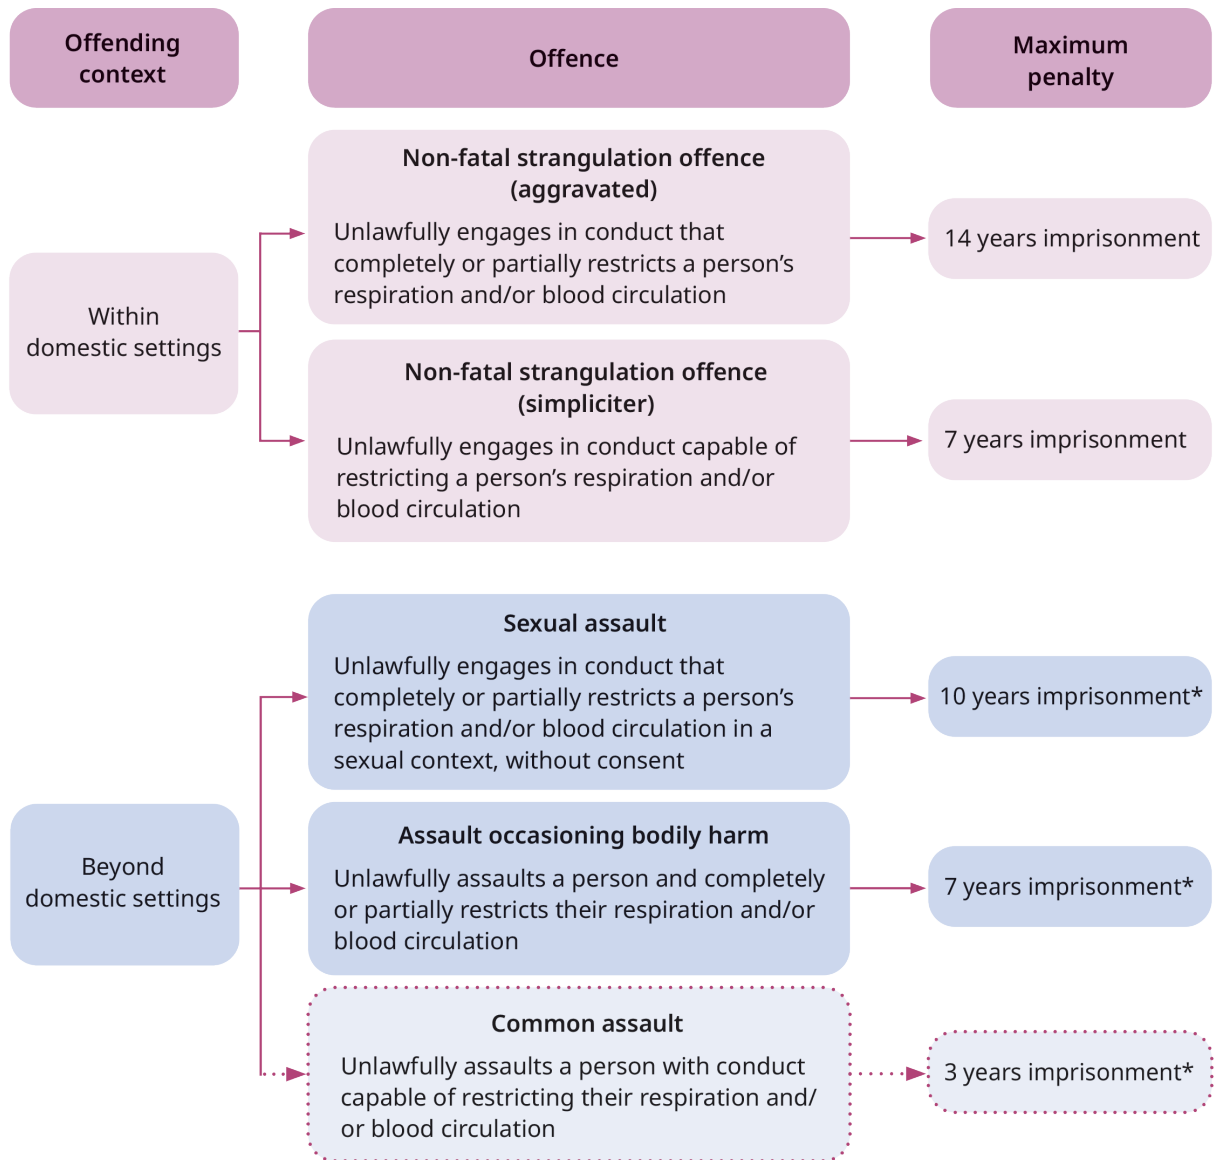 Offending
context
Offence
Maximum
penalty
Within
domestic settings
Non-fatal strangulation offence
(aggravated)
Unlawfully engages in conduct that
completely or partially restricts a person’s
respiration and/or blood circulation
14 years imprisonment
Non-fatal strangulation offence
(simpliciter)
Unlawfully engages in conduct capable of
restricting a person’s respiration and/or
blood circulation
7 years imprisonment
Beyond
domestic settings
Sexual assault
Unlawfully engages in conduct that
completely or partially restricts a person’s
respiration and/or blood circulation in a
sexual context, without consent
10 years imprisonment*
Assault occasioning bodily harm
Unlawfully assaults a person and completely
or partially restricts their respiration and/or
blood circulation
7 years imprisonment*
Common assault
Unlawfully assaults a person with conduct
capable of restricting their respiration and/
or blood circulation
3 years imprisonment*